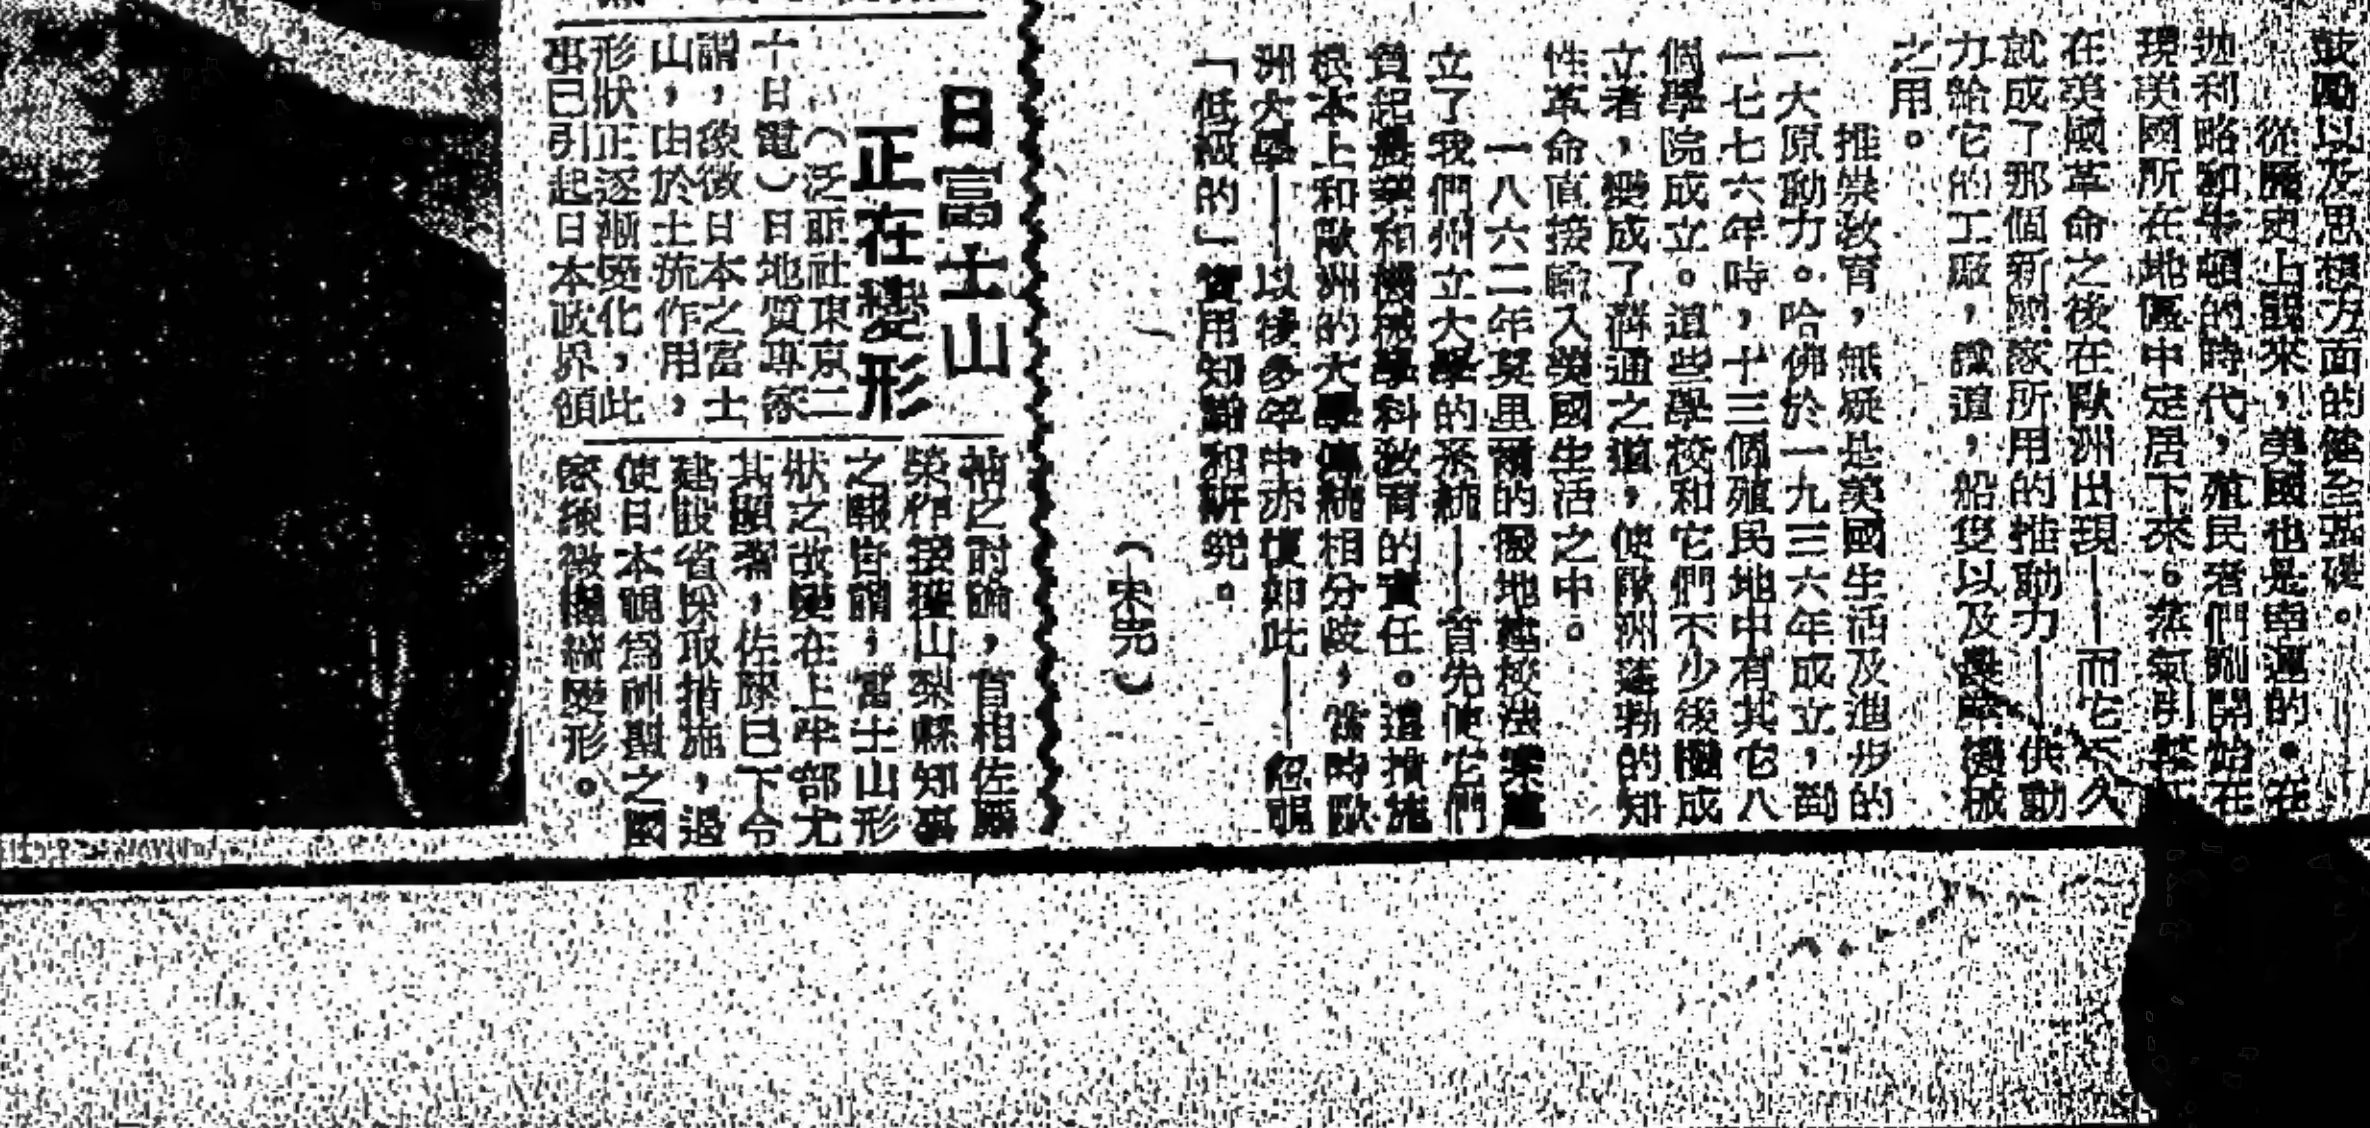 鼓勵以及思想方面的健全基礎。
從歷史上說來，美國也是幸運的。在
迦利略和牛頓的時代，殖民者們剛開始在
現美國所在地區中定居下來。蒸氣引擎
在美國革命之後在歐洲出現——而它不久
就成了那個新國家所用的推動力——供動
力給它的工廠，鐵道，船隻以及農業機械
之用。
推崇敎育，無疑是美國生活及進步的
一大原動力。哈佛於一九三六年成立，當
一七七六年時，十三個殖民地中有其它八
個學院成立。這些學校和它們不少後繼成
立者，變成了溝通之道，使歐洲蓬勃的知
性革命直接輸入美國生活之中。
一八六二年莫里爾的撥地建校法案建
立了我們州立大學的系統——首先使它們
負起農業和機械學科敎育的責任。這措施
根本上和歐洲的大學傳統相分歧，當時歐
洲大學——以後多年中亦復如此——忽視
「低級的」實用知識和研究。
（宋完）
日富士山
正在變形
（泛亞社東京二
十日電）日地質專家
謂，象徵日本之富士
山，由於土流作用，
形狀正逐漸變化，此
事已引起日本政界領
袖之討論，首相佐藤
榮作接獲山梨縣知事
之報告謂，富士山形
狀之改變在上半部尤
其顯著，佐藤已下令
建設省採取措施，過
使日本視爲神聖之國
家象徵繼續變形。